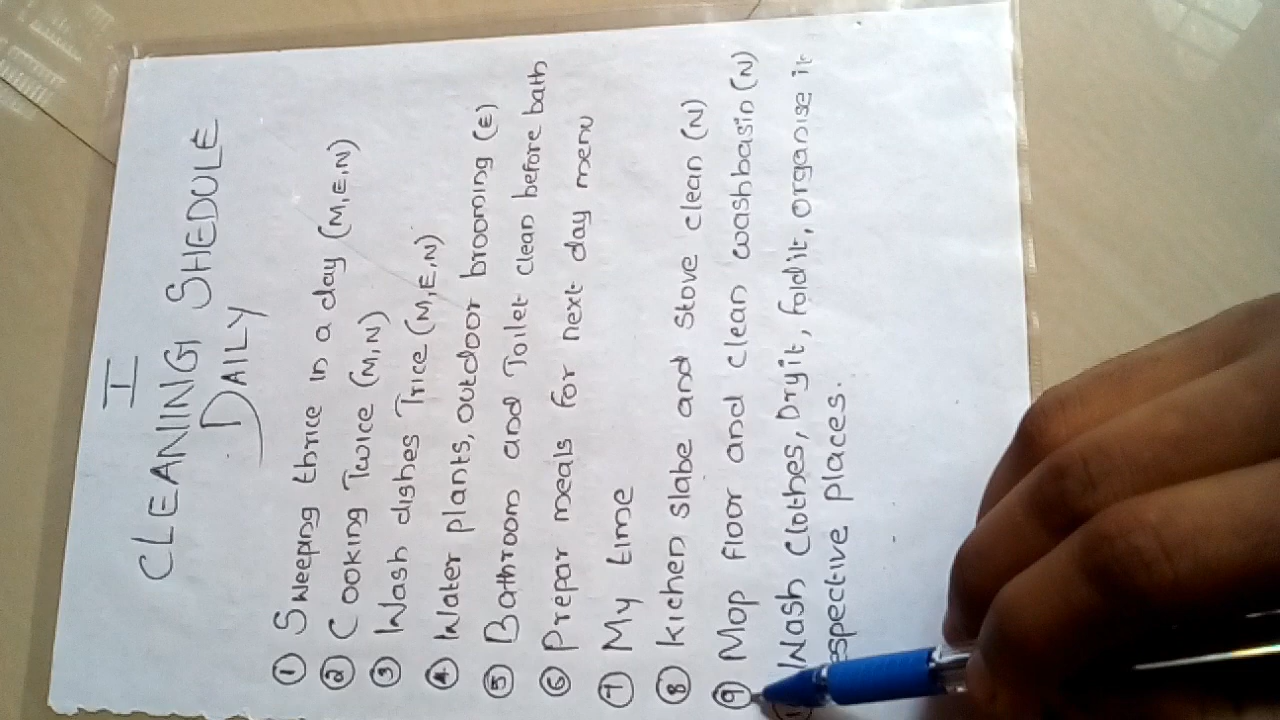 I
CLEANIINGI SHEDULE
DAILY
① Sweeping thrice in a day (M,E,N)
② Cooking Twice (M,N)
③ Wash dishes Trice (M,E,N)
④ Water plants, outdoor brooming (E)
⑤ Bathroom and Toilet clean before bath
⑥ Prepar meals for next day menu
⑦ My time
⑧ kichen slabe and stove clean (N)
⑨ Mop floor and clean washbasin (N)
Wash Clothes, Dry it, fold it, organise it
espective places.